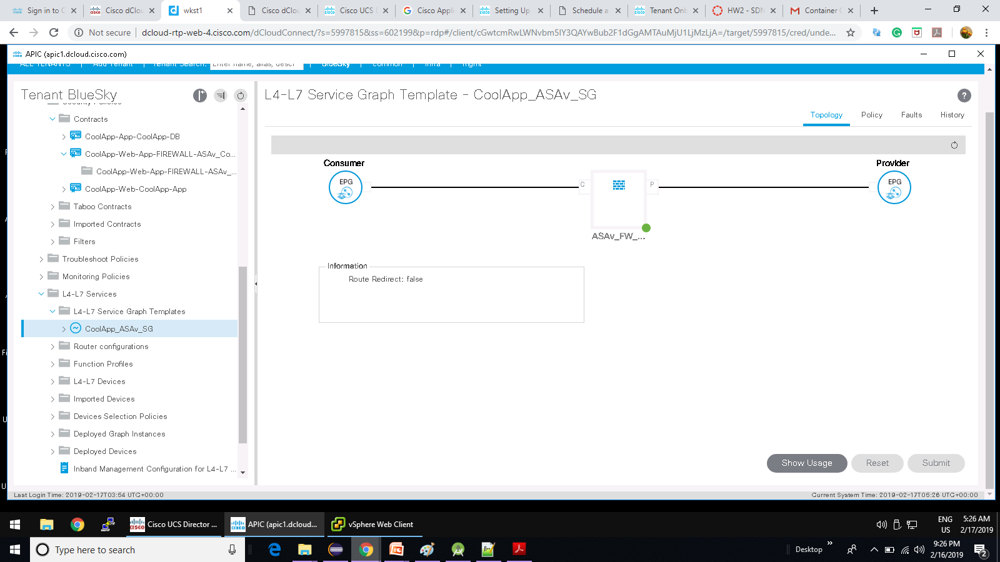 Sign in to C
Cisco dClou
wkst1
Cisco dClou
Cisco UCS D
Cisco Appli
Setting Up
Schedule a
Tenant Onb
HW2 - SDN
Container C
Not secure
dcloud-rtp-web-4.cisco.com/dCloudConnect/?s=5997815&ss=602199&p=rdp#/client/cGwtcmRwLWNvbm5lY3QAYwBub2F1dGgAMTAuMjU1LjMzLjA=/target/5997815/cred/unde...
APIC (apic1.dcloud.cisco.com)
ALL TENANTS | Add Tenant | Tenant Search: Enter name, alias, descr | BlueSky | common | infra | mgmt
Tenant BlueSky
Security Policies
Contracts
CoolApp-App-CoolApp-DB
CoolApp-Web-App-FIREWALL-ASAv_Co...
CoolApp-Web-App-FIREWALL-ASAv_...
CoolApp-Web-CoolApp-App
Taboo Contracts
Imported Contracts
Filters
Troubleshoot Policies
Monitoring Policies
L4-L7 Services
L4-L7 Service Graph Templates
CoolApp_ASAv_SG
Router configurations
Function Profiles
L4-L7 Devices
Imported Devices
Devices Selection Policies
Deployed Graph Instances
Deployed Devices
Inband Management Configuration for L4-L7 ...
L4-L7 Service Graph Template - CoolApp_ASAv_SG
?
Topology
Policy
Faults
History
Consumer
Provider
EPG
C
P
EPG
ASAv_FW_...
Information
Route Redirect: false
Show Usage
Reset
Submit
Last Login Time: 2019-02-17T03:54 UTC+00:00
Current System Time: 2019-02-17T05:26 UTC+00:00
Cisco UCS Director ...
APIC (apic1.dcloud...
vSphere Web Client
ENG
US
5:26 AM
2/17/2019
Type here to search
Desktop
9:26 PM
2/16/2019
2